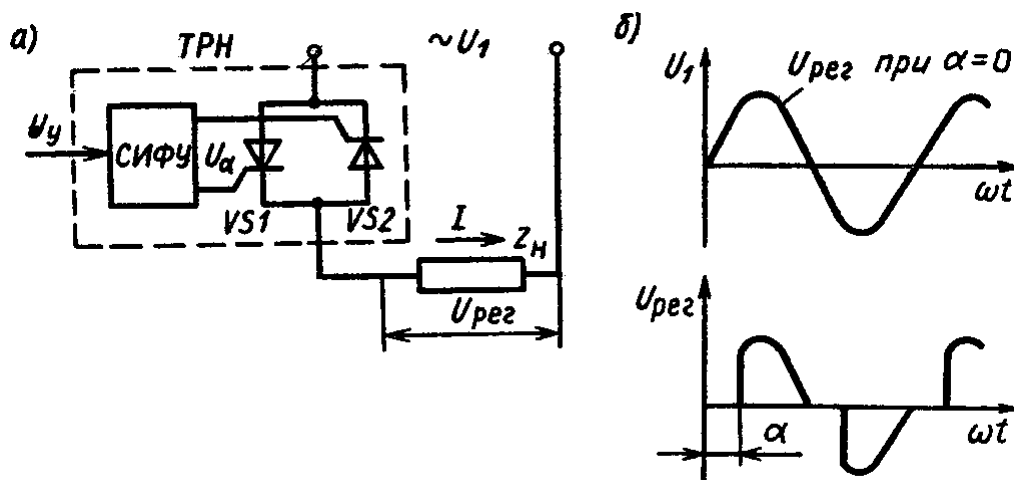 а)
ТРН
~U₁
Uу
СИФУ
Uα
VS1
VS2
I
Zн
Uрег
б)
U₁
Uрег при α=0
ωt
Uрег
α
ωt